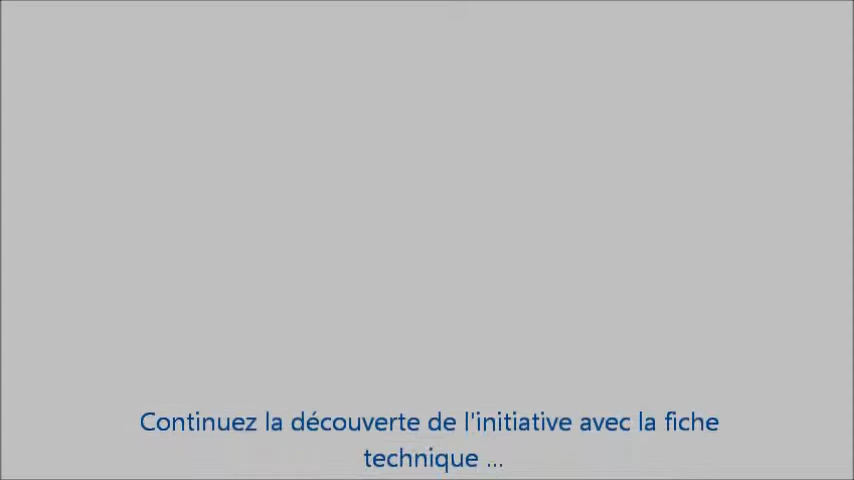 Continuez la découverte de l'initiative avec la fiche
technique ...